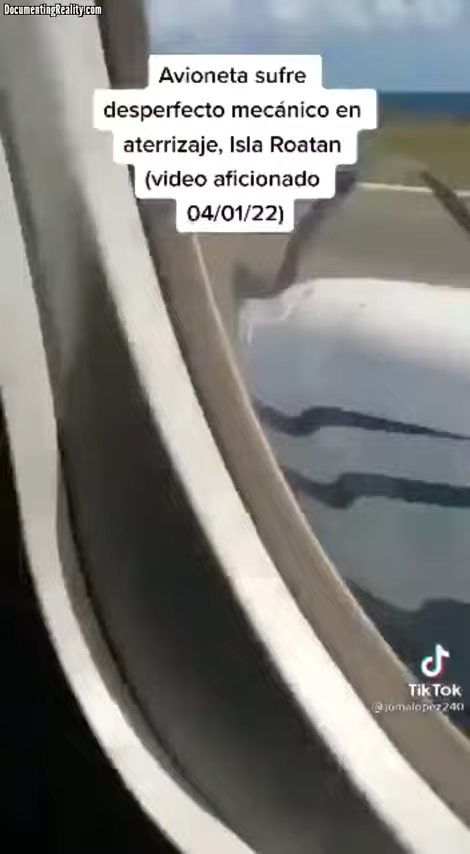 DocumentingReality.com
Avioneta sufre
desperfecto mecánico en
aterrizaje, Isla Roatan
(video aficionado
04/01/22)
TikTok
@jomalopez240